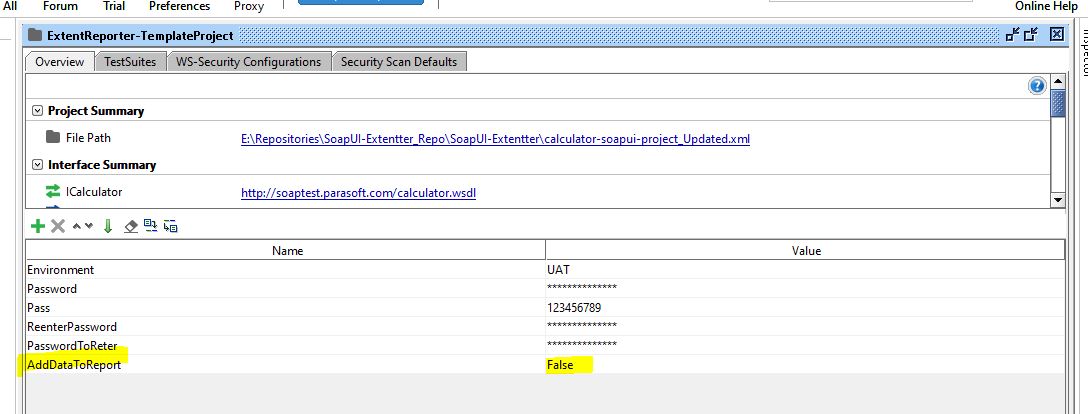 All Forum Trial Preferences Proxy Online Help
ExtentReporter-TemplateProject
Overview TestSuites WS-Security Configurations Security Scan Defaults
Project Summary
File Path E:\Repositories\SoapUI-Extentter_Repo\SoapUI-Extentter\calculator-soapui-project_Updated.xml
Interface Summary
ICalculator http://soaptest.parasoft.com/calculator.wsdl
Name Value
Environment UAT
Password **************
Pass 123456789
ReenterPassword **************
PasswordToReter **************
AddDataToReport False